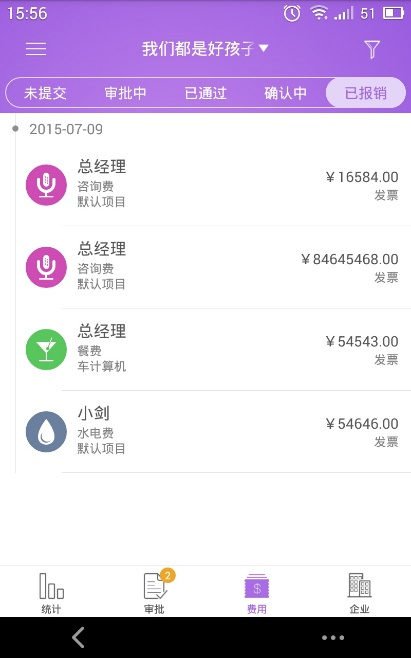 15:56
51
我们都是好孩子
未提交
审批中
已通过
确认中
已报销
2015-07-09
总经理
咨询费
默认项目
￥16584.00
发票
总经理
咨询费
默认项目
￥84645468.00
发票
总经理
餐费
车计算机
￥54543.00
发票
小剑
水电费
默认项目
￥54646.00
发票
2
$
统计
审批
费用
企业